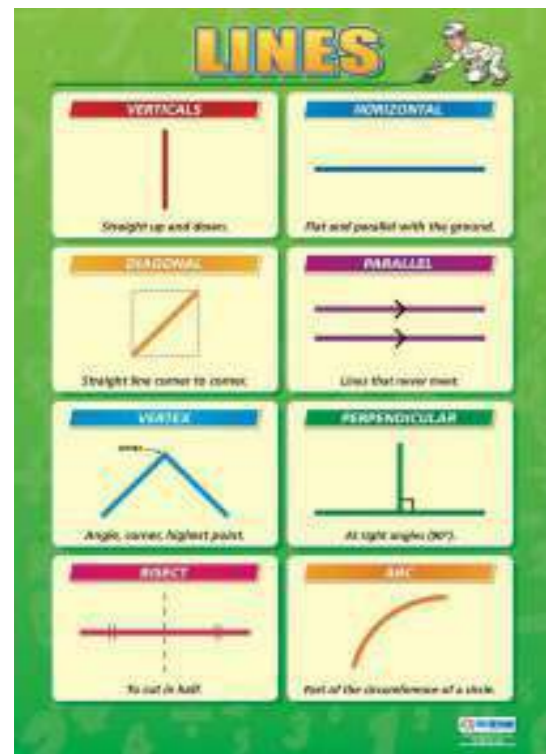 LINES
VERTICALS
Straight up and down.
HORIZONTAL
Flat and parallel with the ground.
DIAGONAL
Straight line corner to corner.
PARALLEL
Lines that never meet.
VERTEX
Angle, corner, highest point.
PERPENDICULAR
At right angles (90°).
BISECT
To cut in half.
ARC
Part of the circumference of a circle.